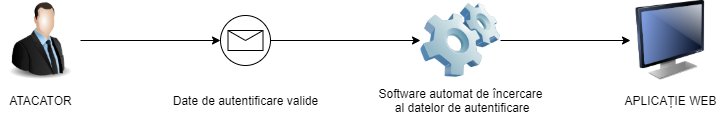 ATACATOR
Date de autentificare valide
Software automat de încercare
al datelor de autentificare
APLICAȚIE WEB